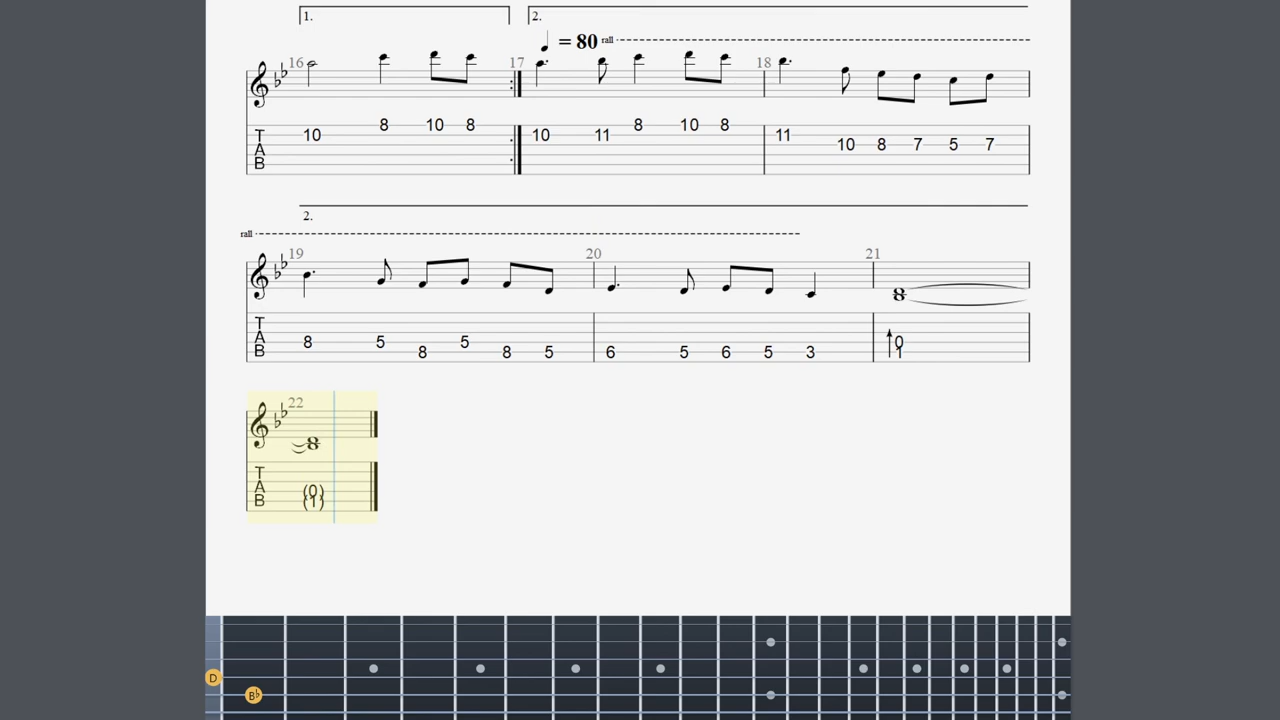 1. 2.
♩ = 80 rall
16 17 18
8 10 8 8 10 8
T 10 10 11 11
A 10 8 7 5 7
B
2.
rall
19 20 21
T
A 8 5 5 0
B 8 8 5 6 5 6 5 3 1
22
T
A (0)
B (1)
D
B♭